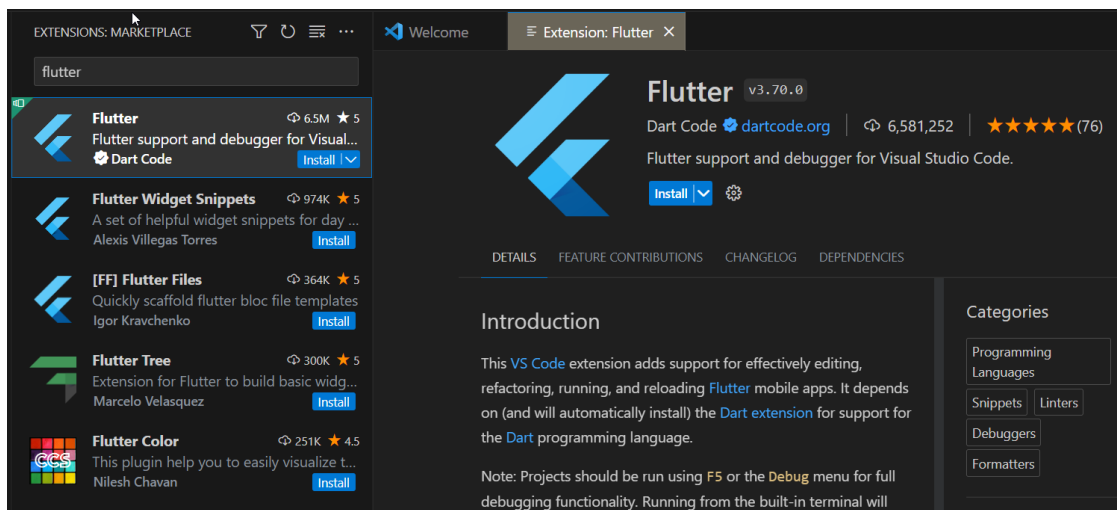 EXTENSIONS: MARKETPLACE
flutter
Flutter 6.5M ★ 5
Flutter support and debugger for Visual...
Dart Code Install
Flutter Widget Snippets 974K ★ 5
A set of helpful widget snippets for day ...
Alexis Villegas Torres Install
[FF] Flutter Files 364K ★ 5
Quickly scaffold flutter bloc file templates
Igor Kravchenko Install
Flutter Tree 300K ★ 5
Extension for Flutter to build basic widg...
Marcelo Velasquez Install
CCS
Flutter Color 251K ★ 4.5
This plugin help you to easily visualize t...
Nilesh Chavan Install
Welcome
Extension: Flutter
Flutter v3.70.0
Dart Code dartcode.org | 6,581,252 | ★★★★★(76)
Flutter support and debugger for Visual Studio Code.
Install
DETAILS FEATURE CONTRIBUTIONS CHANGELOG DEPENDENCIES
Introduction
This VS Code extension adds support for effectively editing,
refactoring, running, and reloading Flutter mobile apps. It depends
on (and will automatically install) the Dart extension for support for
the Dart programming language.
Note: Projects should be run using F5 or the Debug menu for full
debugging functionality. Running from the built-in terminal will
Categories
Programming
Languages
Snippets Linters
Debuggers
Formatters